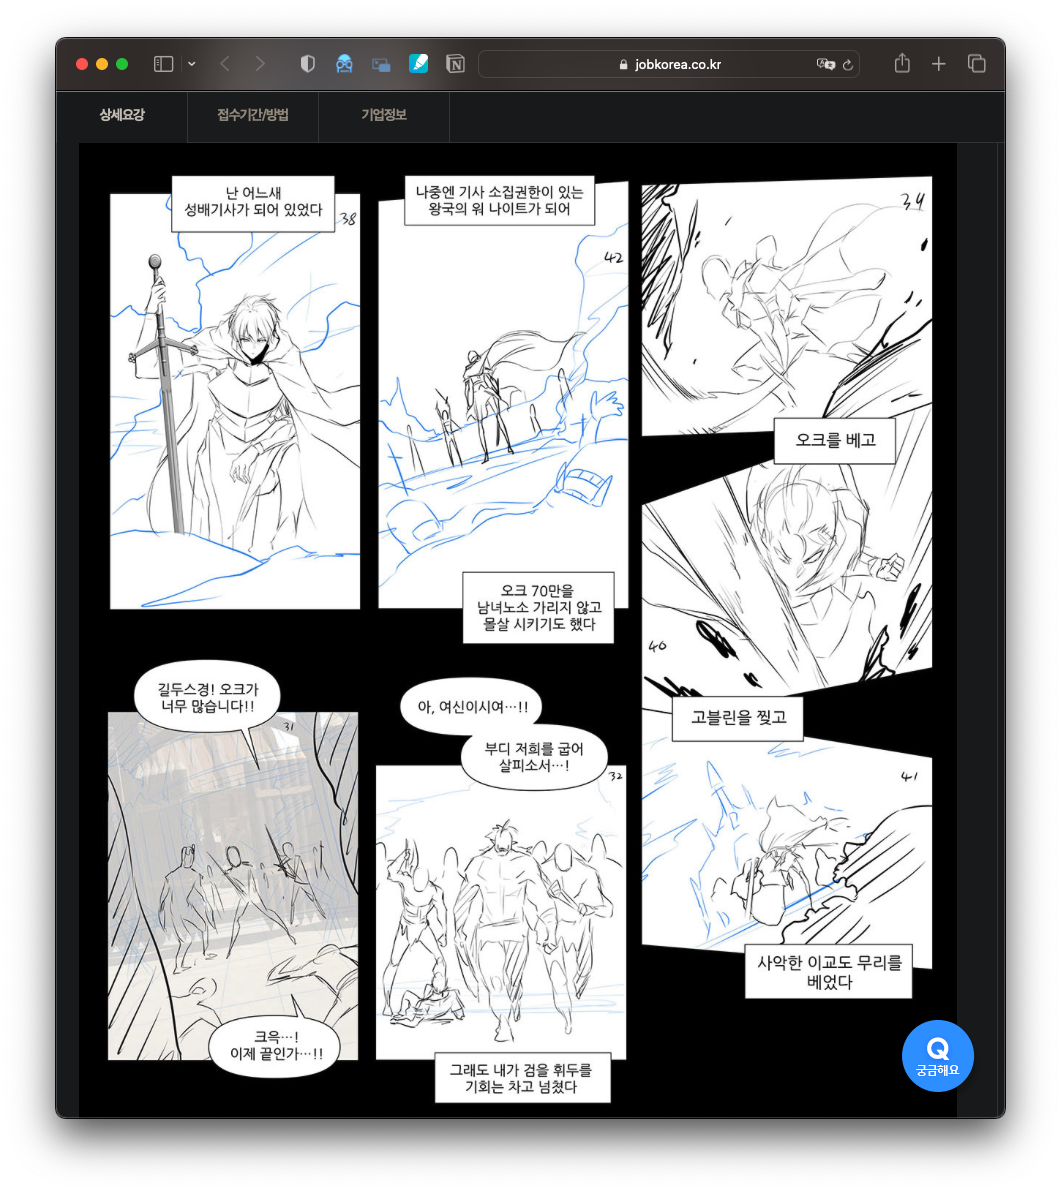 jobkorea.co.kr
상세요강
접수기간/방법
기업정보
난 어느새
성배기사가 되어 있었다
38
나중엔 기사 소집권한이 있는
왕국의 워 나이트가 되어
42
오크 70만을
남녀노소 가리지 않고
몰살 시키기도 했다
39
오크를 베고
40
고블린을 찢고
41
사악한 이교도 무리를
베었다
길두스경! 오크가
너무 많습니다!!
31
크윽…!
이제 끝인가…!!
아, 여신이시여…!!
부디 저희를 굽어
살피소서…!
32
그래도 내가 검을 휘두를
기회는 차고 넘쳤다
Q
궁금해요